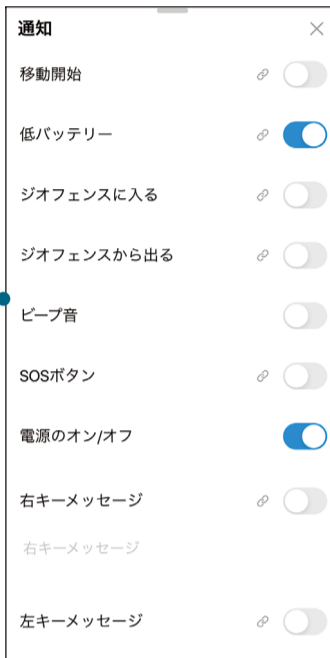 通知
移動開始
低バッテリー
ジオフェンスに入る
ジオフェンスから出る
ビープ音
SOSボタン
電源のオン/オフ
右キーメッセージ
右キーメッセージ
左キーメッセージ